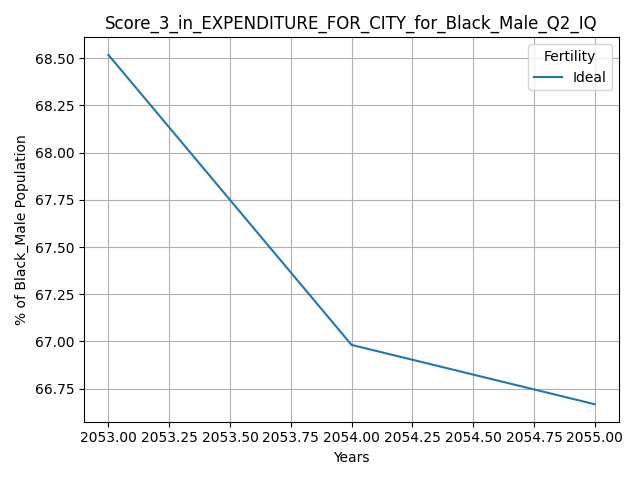 Score_3_in_EXPENDITURE_FOR_CITY_for_Black_Male_Q2_IQ
Fertility
Ideal
% of Black_Male Population
68.50
68.25
68.00
67.75
67.50
67.25
67.00
66.75
2053.00 2053.25 2053.50 2053.75 2054.00 2054.25 2054.50 2054.75 2055.00
Years